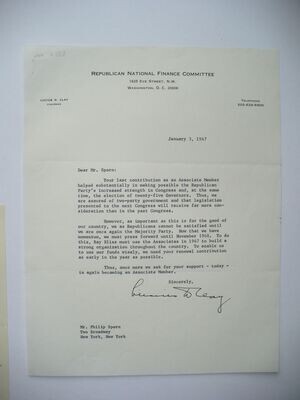 REPUBLICAN NATIONAL FINANCE COMMITTEE
1625 EYE STREET, N.W.
WASHINGTON, D. C. 20006
LUCIUS D. CLAY
CHAIRMAN
TELEPHONE
January 3, 1967
Dear Mr. Sporn:
Your last contribution as an Associate Member
helped substantially in making possible the Republican
Party's increased strength in Congress and, at the same
time, the election of twenty-five Governors. Thus, we
are assured of two-party government and that legislation
presented to the next Congress will receive far more con-
sideration than in the past Congress.
However, as important as this is for the good of
our country, we as Republicans cannot be satisfied until
we are once again the Majority Party. Now that we have
momentum, we must press forward until November 1968. To do
this, Ray Bliss must use the Associates in 1967 to build a
strong organization throughout the country. To enable us
to use our funds wisely, we need your renewal contribution
as early in the year as possible.
Thus, once more we ask for your support - today -
in again becoming an Associate Member.
Sincerely,
Lucius D. Clay
Mr. Philip Sporn
Two Broadway
New York, New York